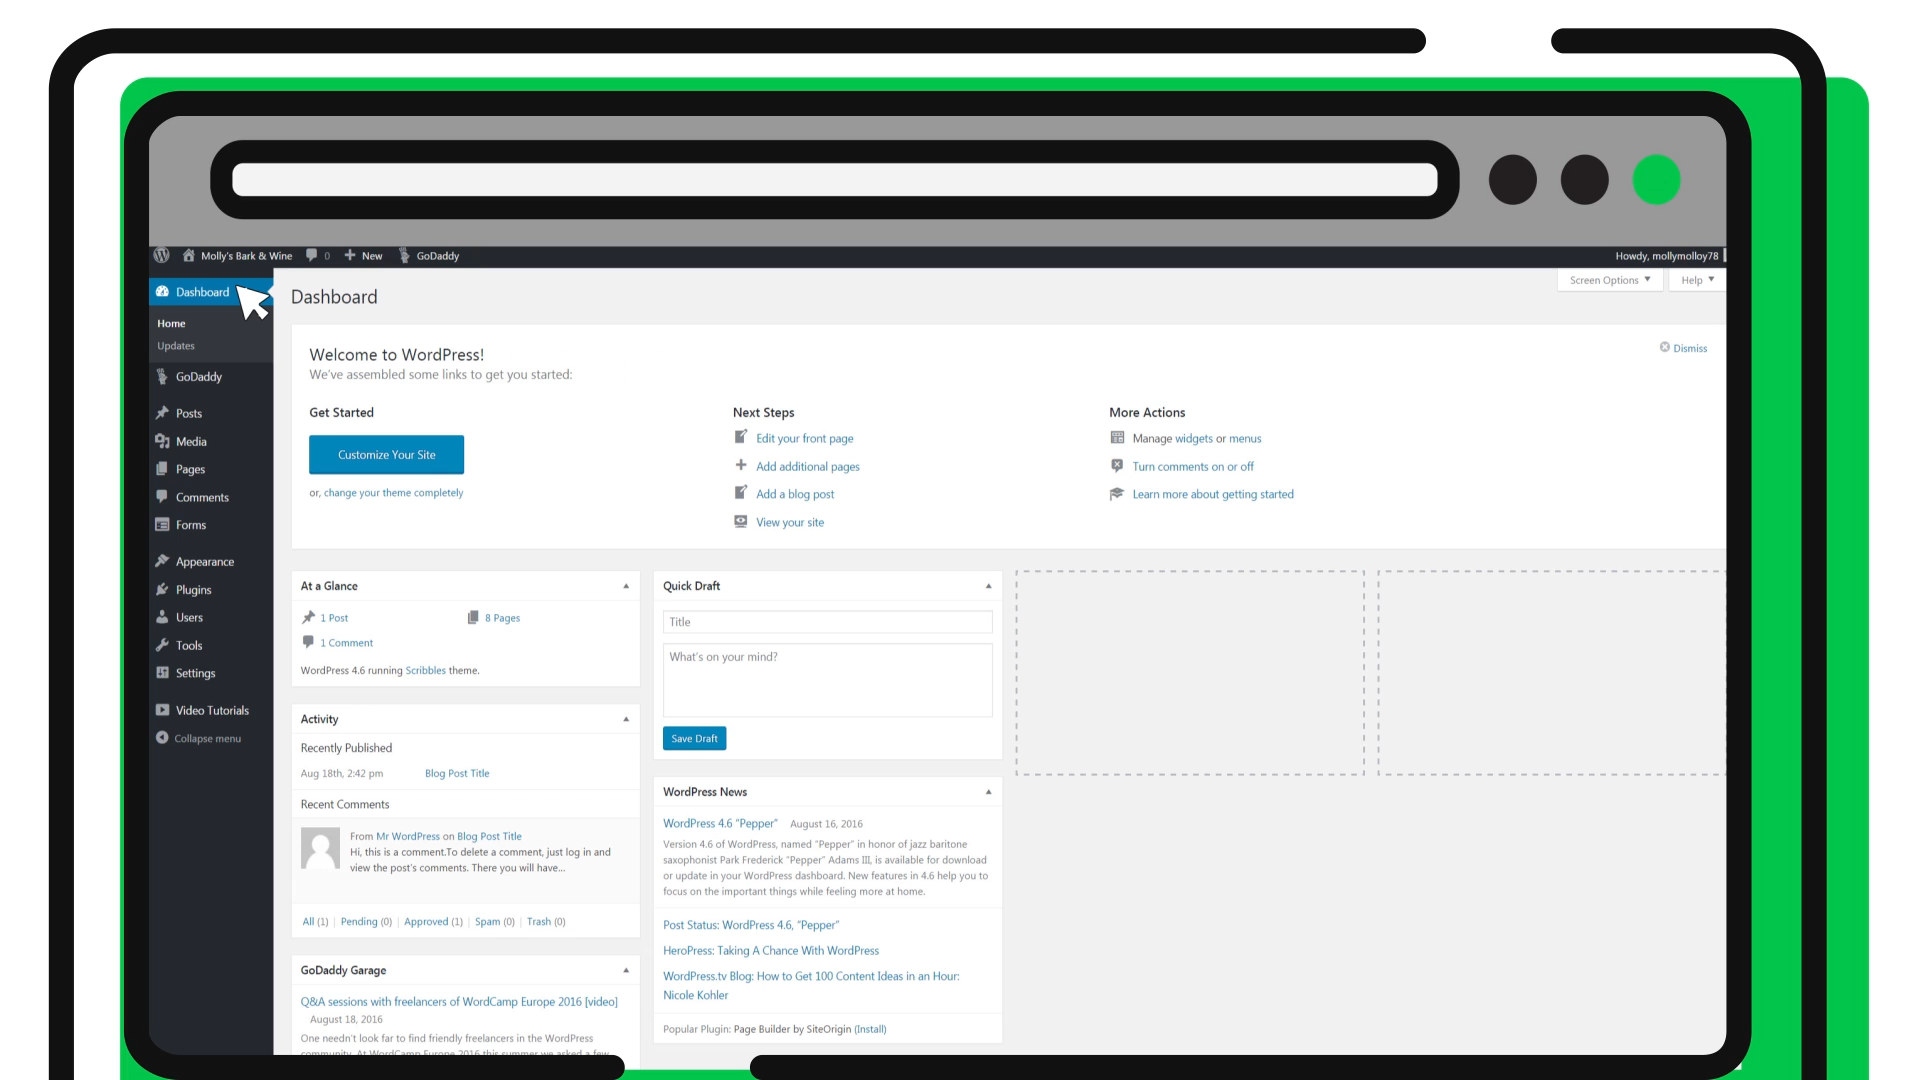 Molly's Bark & Wine 0 New GoDaddy Howdy, mollymolloy78
Dashboard
Home
Updates
GoDaddy
Posts
Media
Pages
Comments
Forms
Appearance
Plugins
Users
Tools
Settings
Video Tutorials
Collapse menu
Screen Options Help
Dashboard
Welcome to WordPress!
We've assembled some links to get you started:
Dismiss
Get Started
Customize Your Site
or, change your theme completely
Next Steps
Edit your front page
Add additional pages
Add a blog post
View your site
More Actions
Manage widgets or menus
Turn comments on or off
Learn more about getting started
At a Glance
1 Post 8 Pages
1 Comment
WordPress 4.6 running Scribbles theme.
Activity
Recently Published
Aug 18th, 2:42 pm Blog Post Title
Recent Comments
From Mr WordPress on Blog Post Title
Hi, this is a comment.To delete a comment, just log in and
view the post's comments. There you will have...
All (1) | Pending (0) | Approved (1) | Spam (0) | Trash (0)
GoDaddy Garage
Q&A sessions with freelancers of WordCamp Europe 2016 [video]
August 18, 2016
One needn't look far to find friendly freelancers in the WordPress
community. At WordCamp Europe 2016 this summer we asked a few
Quick Draft
Title
What's on your mind?
Save Draft
WordPress News
WordPress 4.6 "Pepper" August 16, 2016
Version 4.6 of WordPress, named "Pepper" in honor of jazz baritone
saxophonist Park Frederick "Pepper" Adams III, is available for download
or update in your WordPress dashboard. New features in 4.6 help you to
focus on the important things while feeling more at home.
Post Status: WordPress 4.6, "Pepper"
HeroPress: Taking A Chance With WordPress
WordPress.tv Blog: How to Get 100 Content Ideas in an Hour:
Nicole Kohler
Popular Plugin: Page Builder by SiteOrigin (Install)